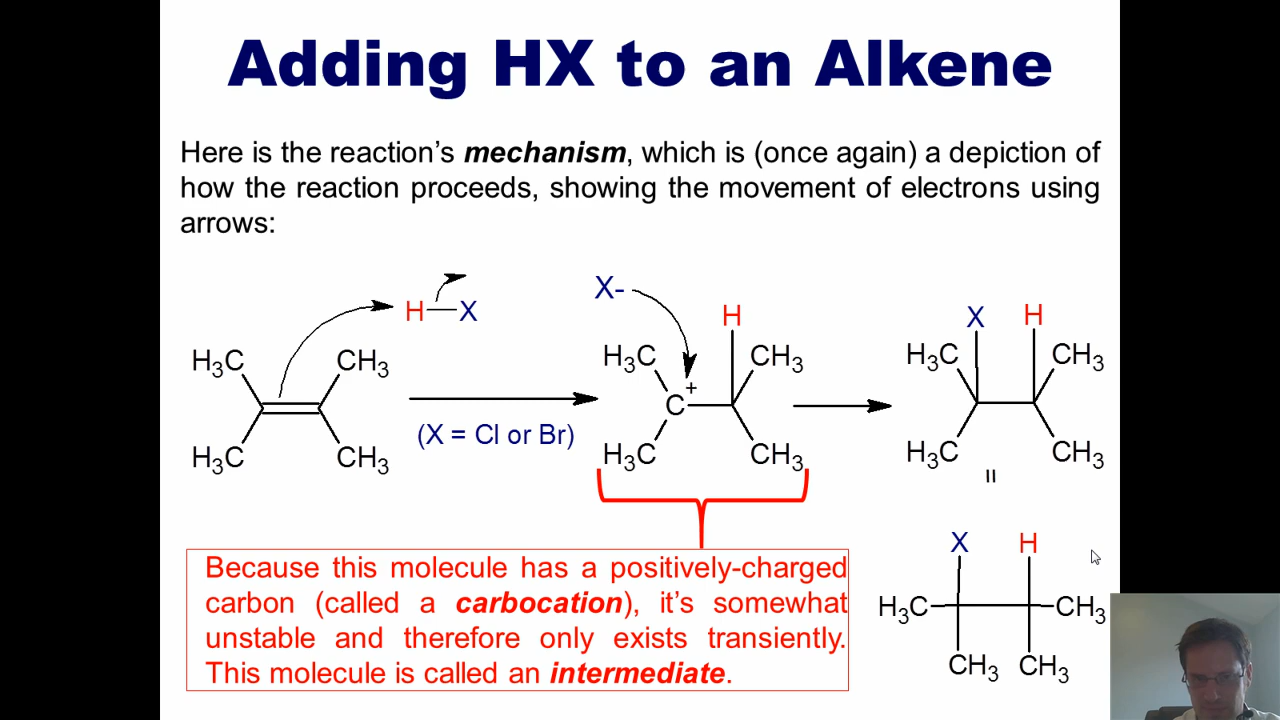 Adding HX to an Alkene
Here is the reaction's mechanism, which is (once again) a depiction of
how the reaction proceeds, showing the movement of electrons using
arrows:
H—X
X-
H
X H
H₃C CH₃
H₃C CH₃
H₃C CH₃
C+
(X = Cl or Br)
H₃C CH₃
H₃C CH₃
H₃C CH₃
X H
H₃C CH₃
CH₃ CH₃
Because this molecule has a positively-charged
carbon (called a carbocation), it's somewhat
unstable and therefore only exists transiently.
This molecule is called an intermediate.